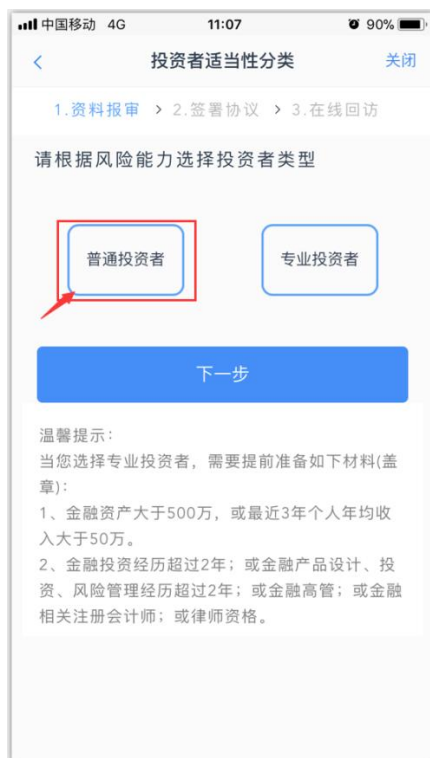 中国移动 4G 11:07 90%
< 投资者适当性分类 关闭
1.资料报审 > 2.签署协议 > 3.在线回访
请根据风险能力选择投资者类型
普通投资者 专业投资者
下一步
温馨提示：
当您选择专业投资者，需要提前准备如下材料(盖
章)：
1、金融资产大于500万，或最近3年个人年均收
入大于50万。
2、金融投资经历超过2年；或金融产品设计、投
资、风险管理经历超过2年；或金融高管；或金融
相关注册会计师；或律师资格。